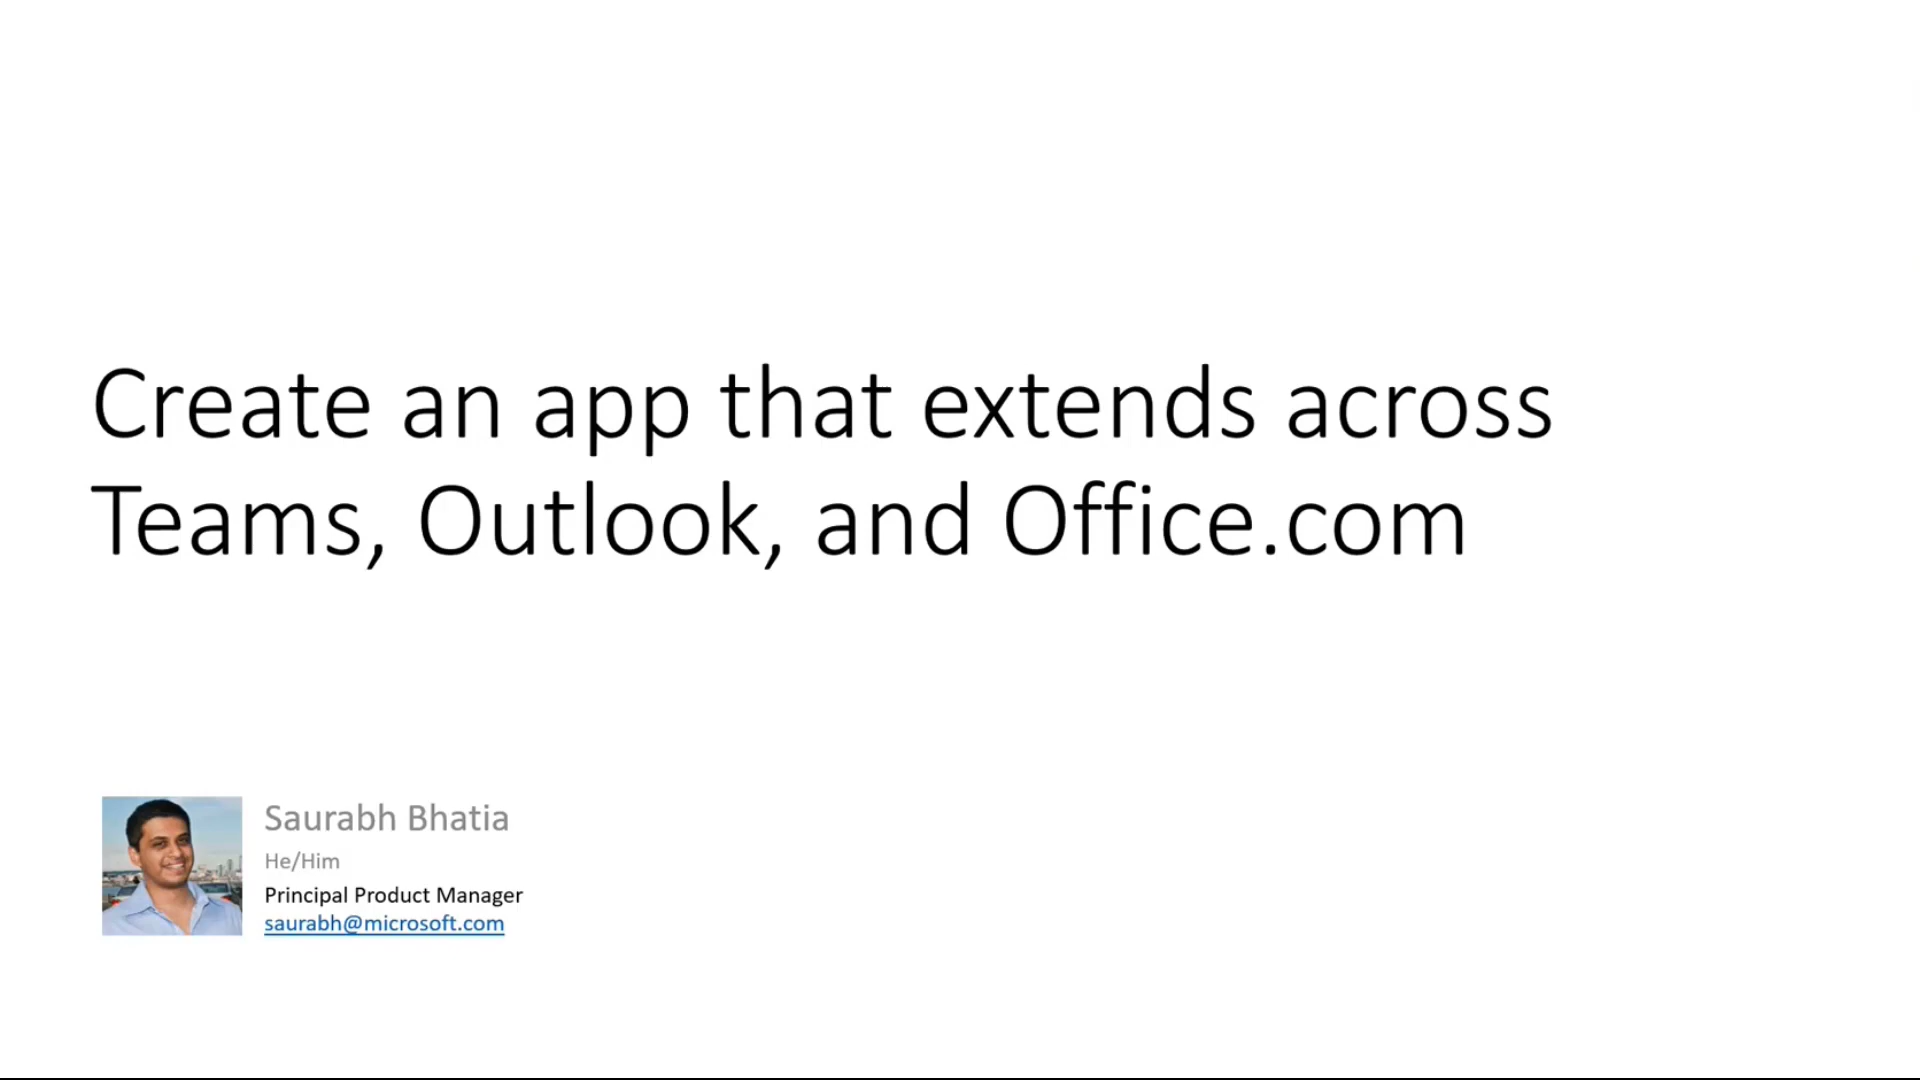 Create an app that extends across
Teams, Outlook, and Office.com
Saurabh Bhatia
He/Him
Principal Product Manager
saurabh@microsoft.com